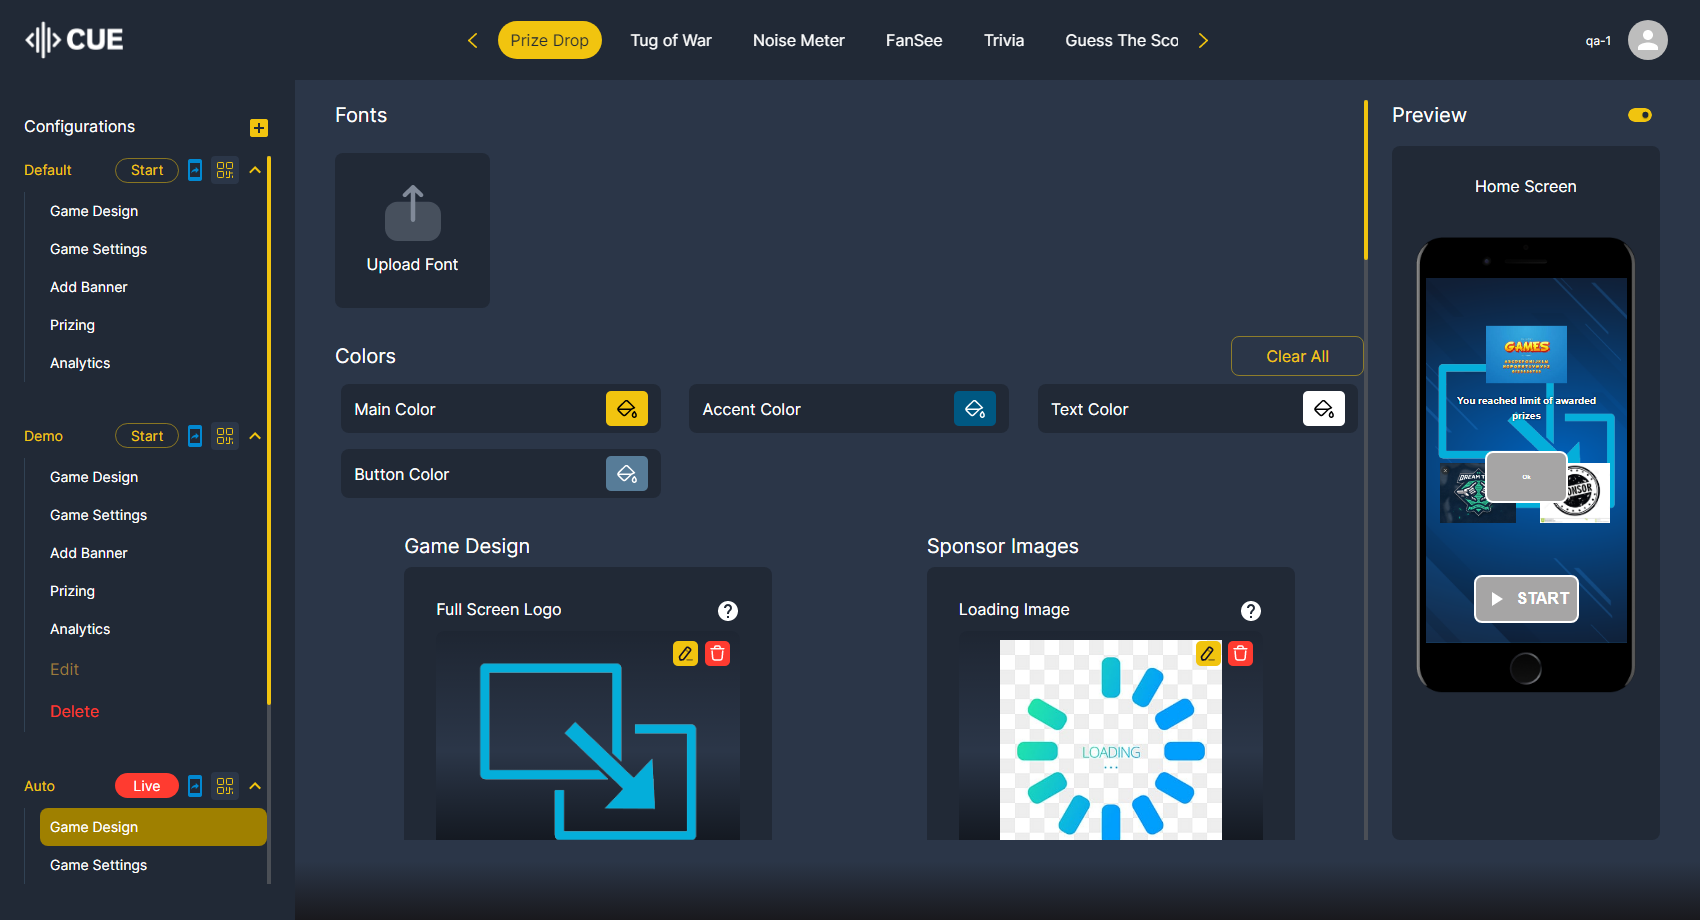 CUE
Prize Drop
Tug of War
Noise Meter
FanSee
Trivia
Guess The Sco
qa-1
Configurations
Default
Start
Game Design
Game Settings
Add Banner
Prizing
Analytics
Demo
Start
Game Design
Game Settings
Add Banner
Prizing
Analytics
Edit
Delete
Auto
Live
Game Design
Game Settings
Fonts
Upload Font
Colors
Clear All
Main Color
Accent Color
Text Color
Button Color
Game Design
Full Screen Logo
?
Sponsor Images
Loading Image
?
LOADING
...
Preview
Home Screen
GAMES
You reached limit of awarded
prizes
DREAM T
Ok
NSOR
START